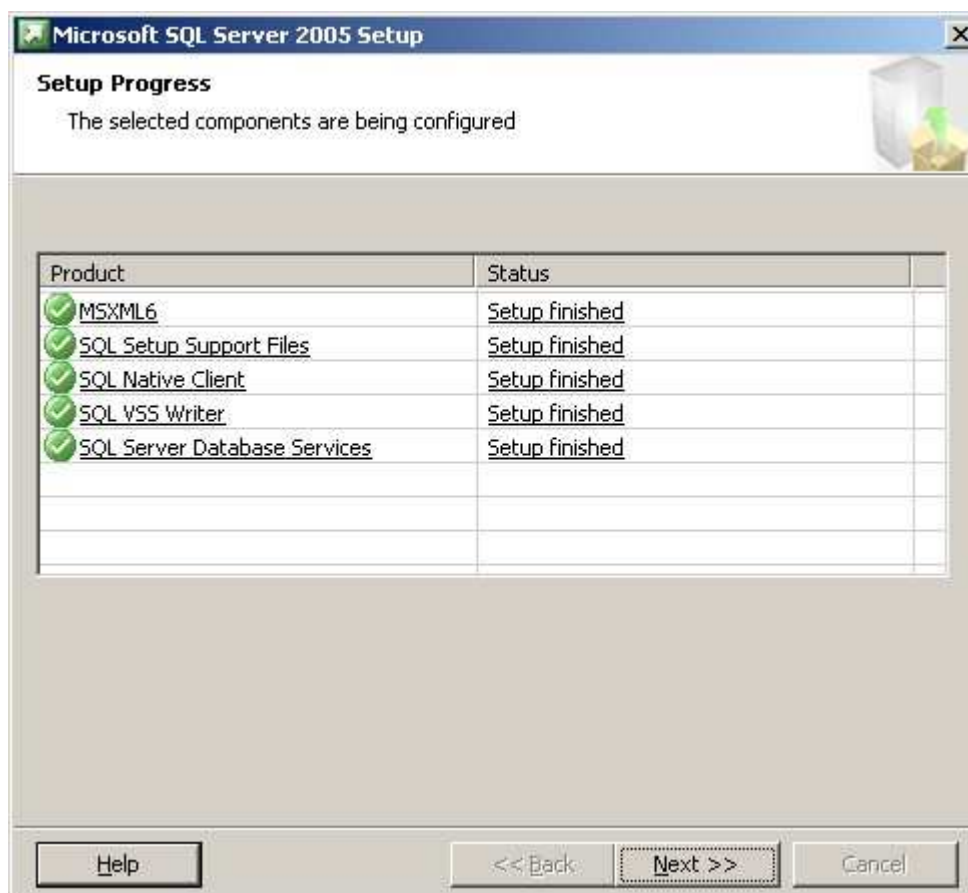 Microsoft SQL Server 2005 Setup
Setup Progress
The selected components are being configured
Product Status
MSXML6 Setup finished
SQL Setup Support Files Setup finished
SQL Native Client Setup finished
SQL VSS Writer Setup finished
SQL Server Database Services Setup finished
Help << Back Next >> Cancel